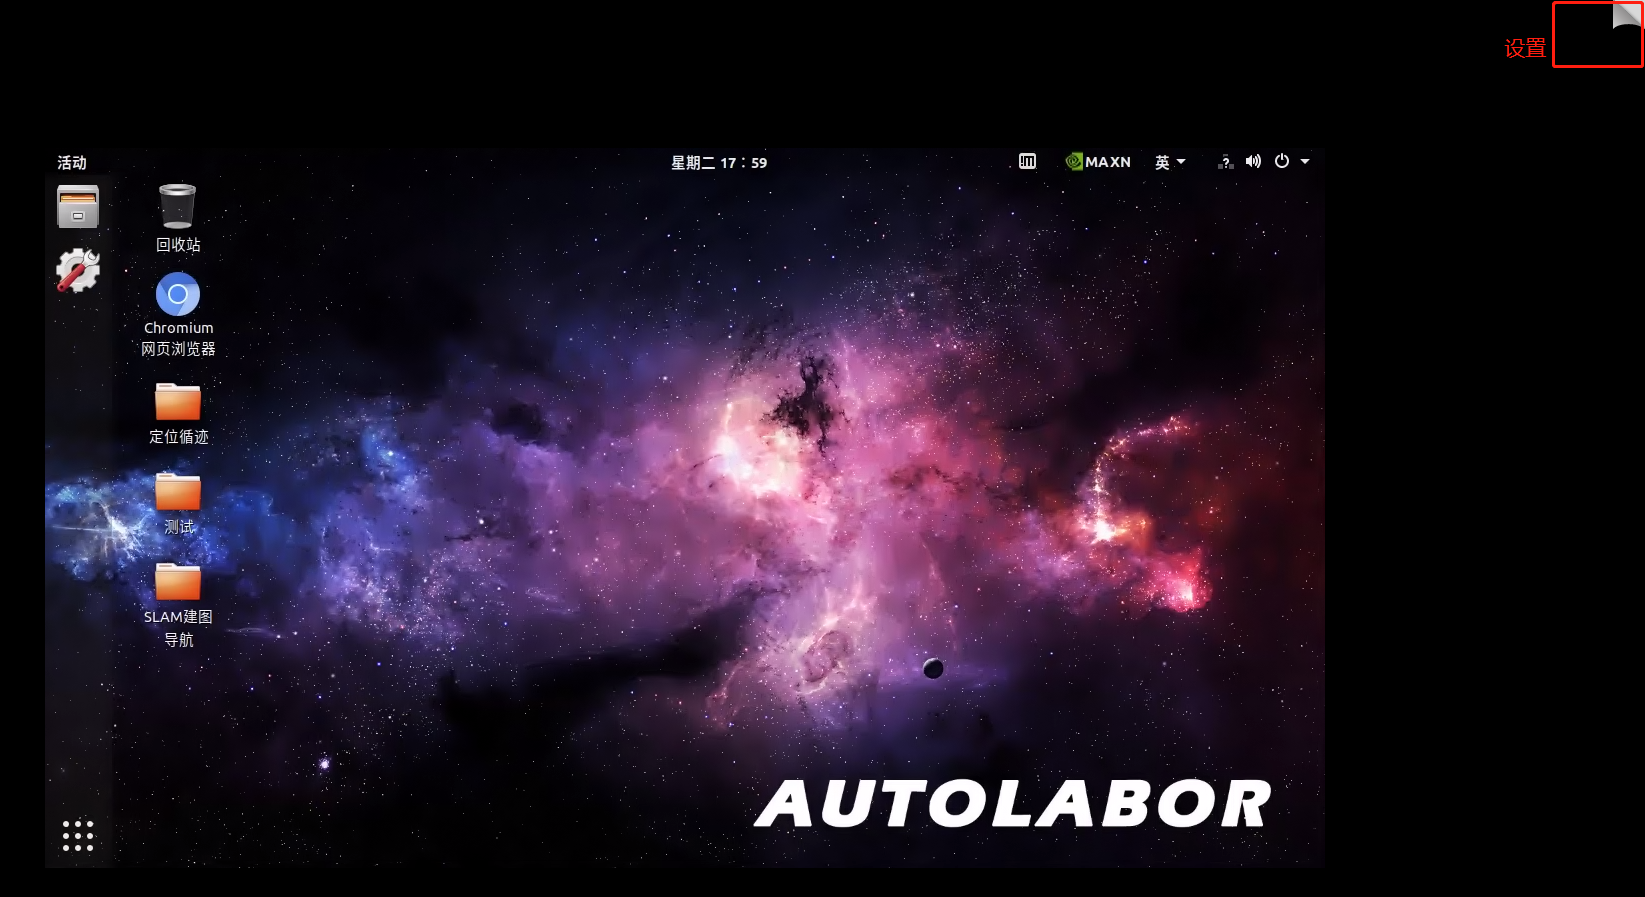 设置
活动
星期二 17：59
MAXN
英
?
回收站
Chromium
网页浏览器
定位循迹
测试
SLAM建图
导航
AUTOLABOR